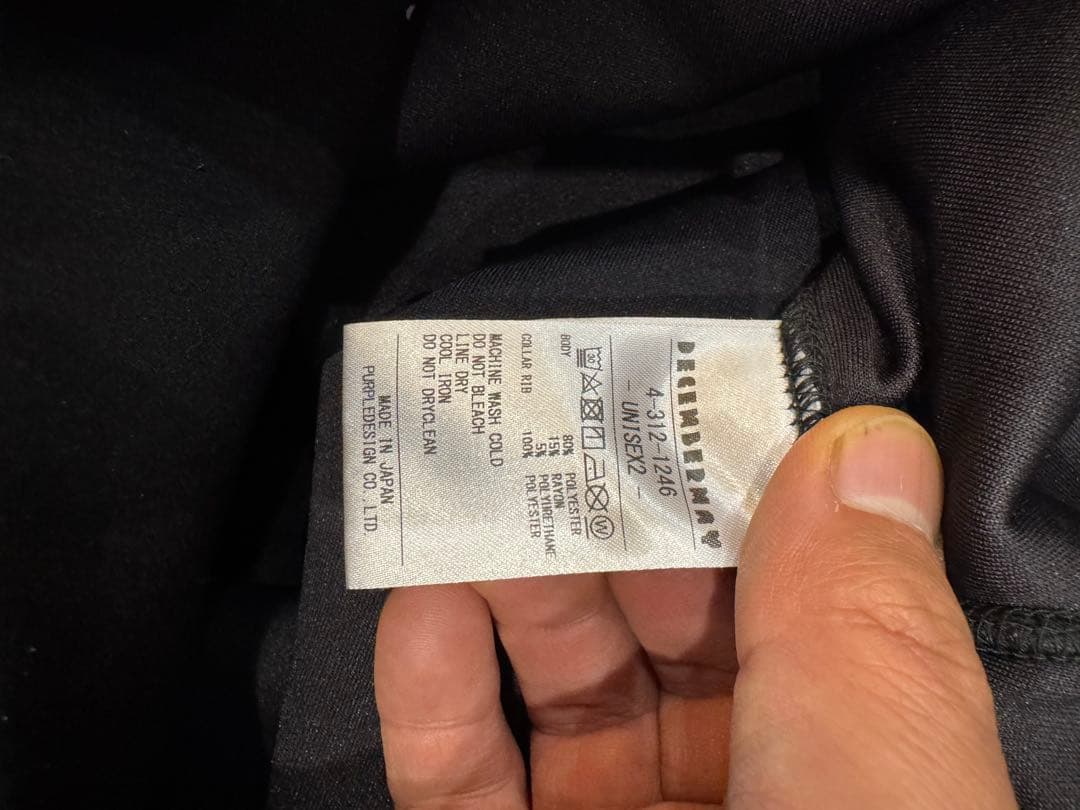 DECEMBERMAY
4-312-1246
- UNISEX2 -
30
W
BODY 80% POLYESTER
15% RAYON
5% POLYURETHANE
COLLAR RIB 100% POLYESTER
MACHINE WASH COLD
DO NOT BLEACH
LINE DRY
COOL IRON
DO NOT DRYCLEAN
MADE IN JAPAN
PURPLEDESIGN CO. LTD.